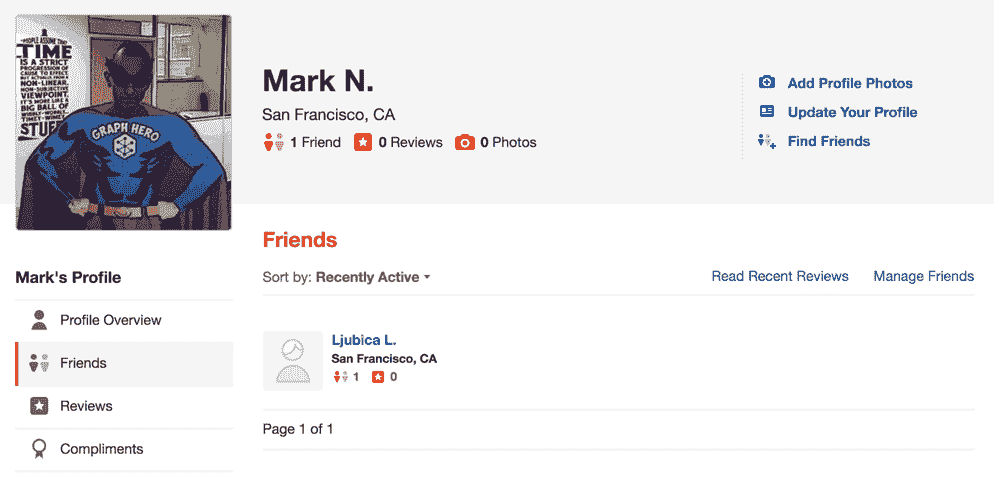 PEOPLE ASSUME THAT
TIME
IS A STRICT
PROGRESSION OF
CAUSE TO EFFECT,
BUT ACTUALLY FROM A
NON-LINEAR,
NON-SUBJECTIVE
VIEWPOINT,
IT'S MORE LIKE A
BIG BALL OF
WIBBLY-WOBBLY,
TIMEY-WIMEY
STUFF
GRAPH HERO
Mark N.
San Francisco, CA
1 Friend 0 Reviews 0 Photos
Add Profile Photos
Update Your Profile
Find Friends
Mark's Profile
Profile Overview
Friends
Reviews
Compliments
Friends
Sort by: Recently Active
Read Recent Reviews Manage Friends
Ljubica L.
San Francisco, CA
1 0
Page 1 of 1